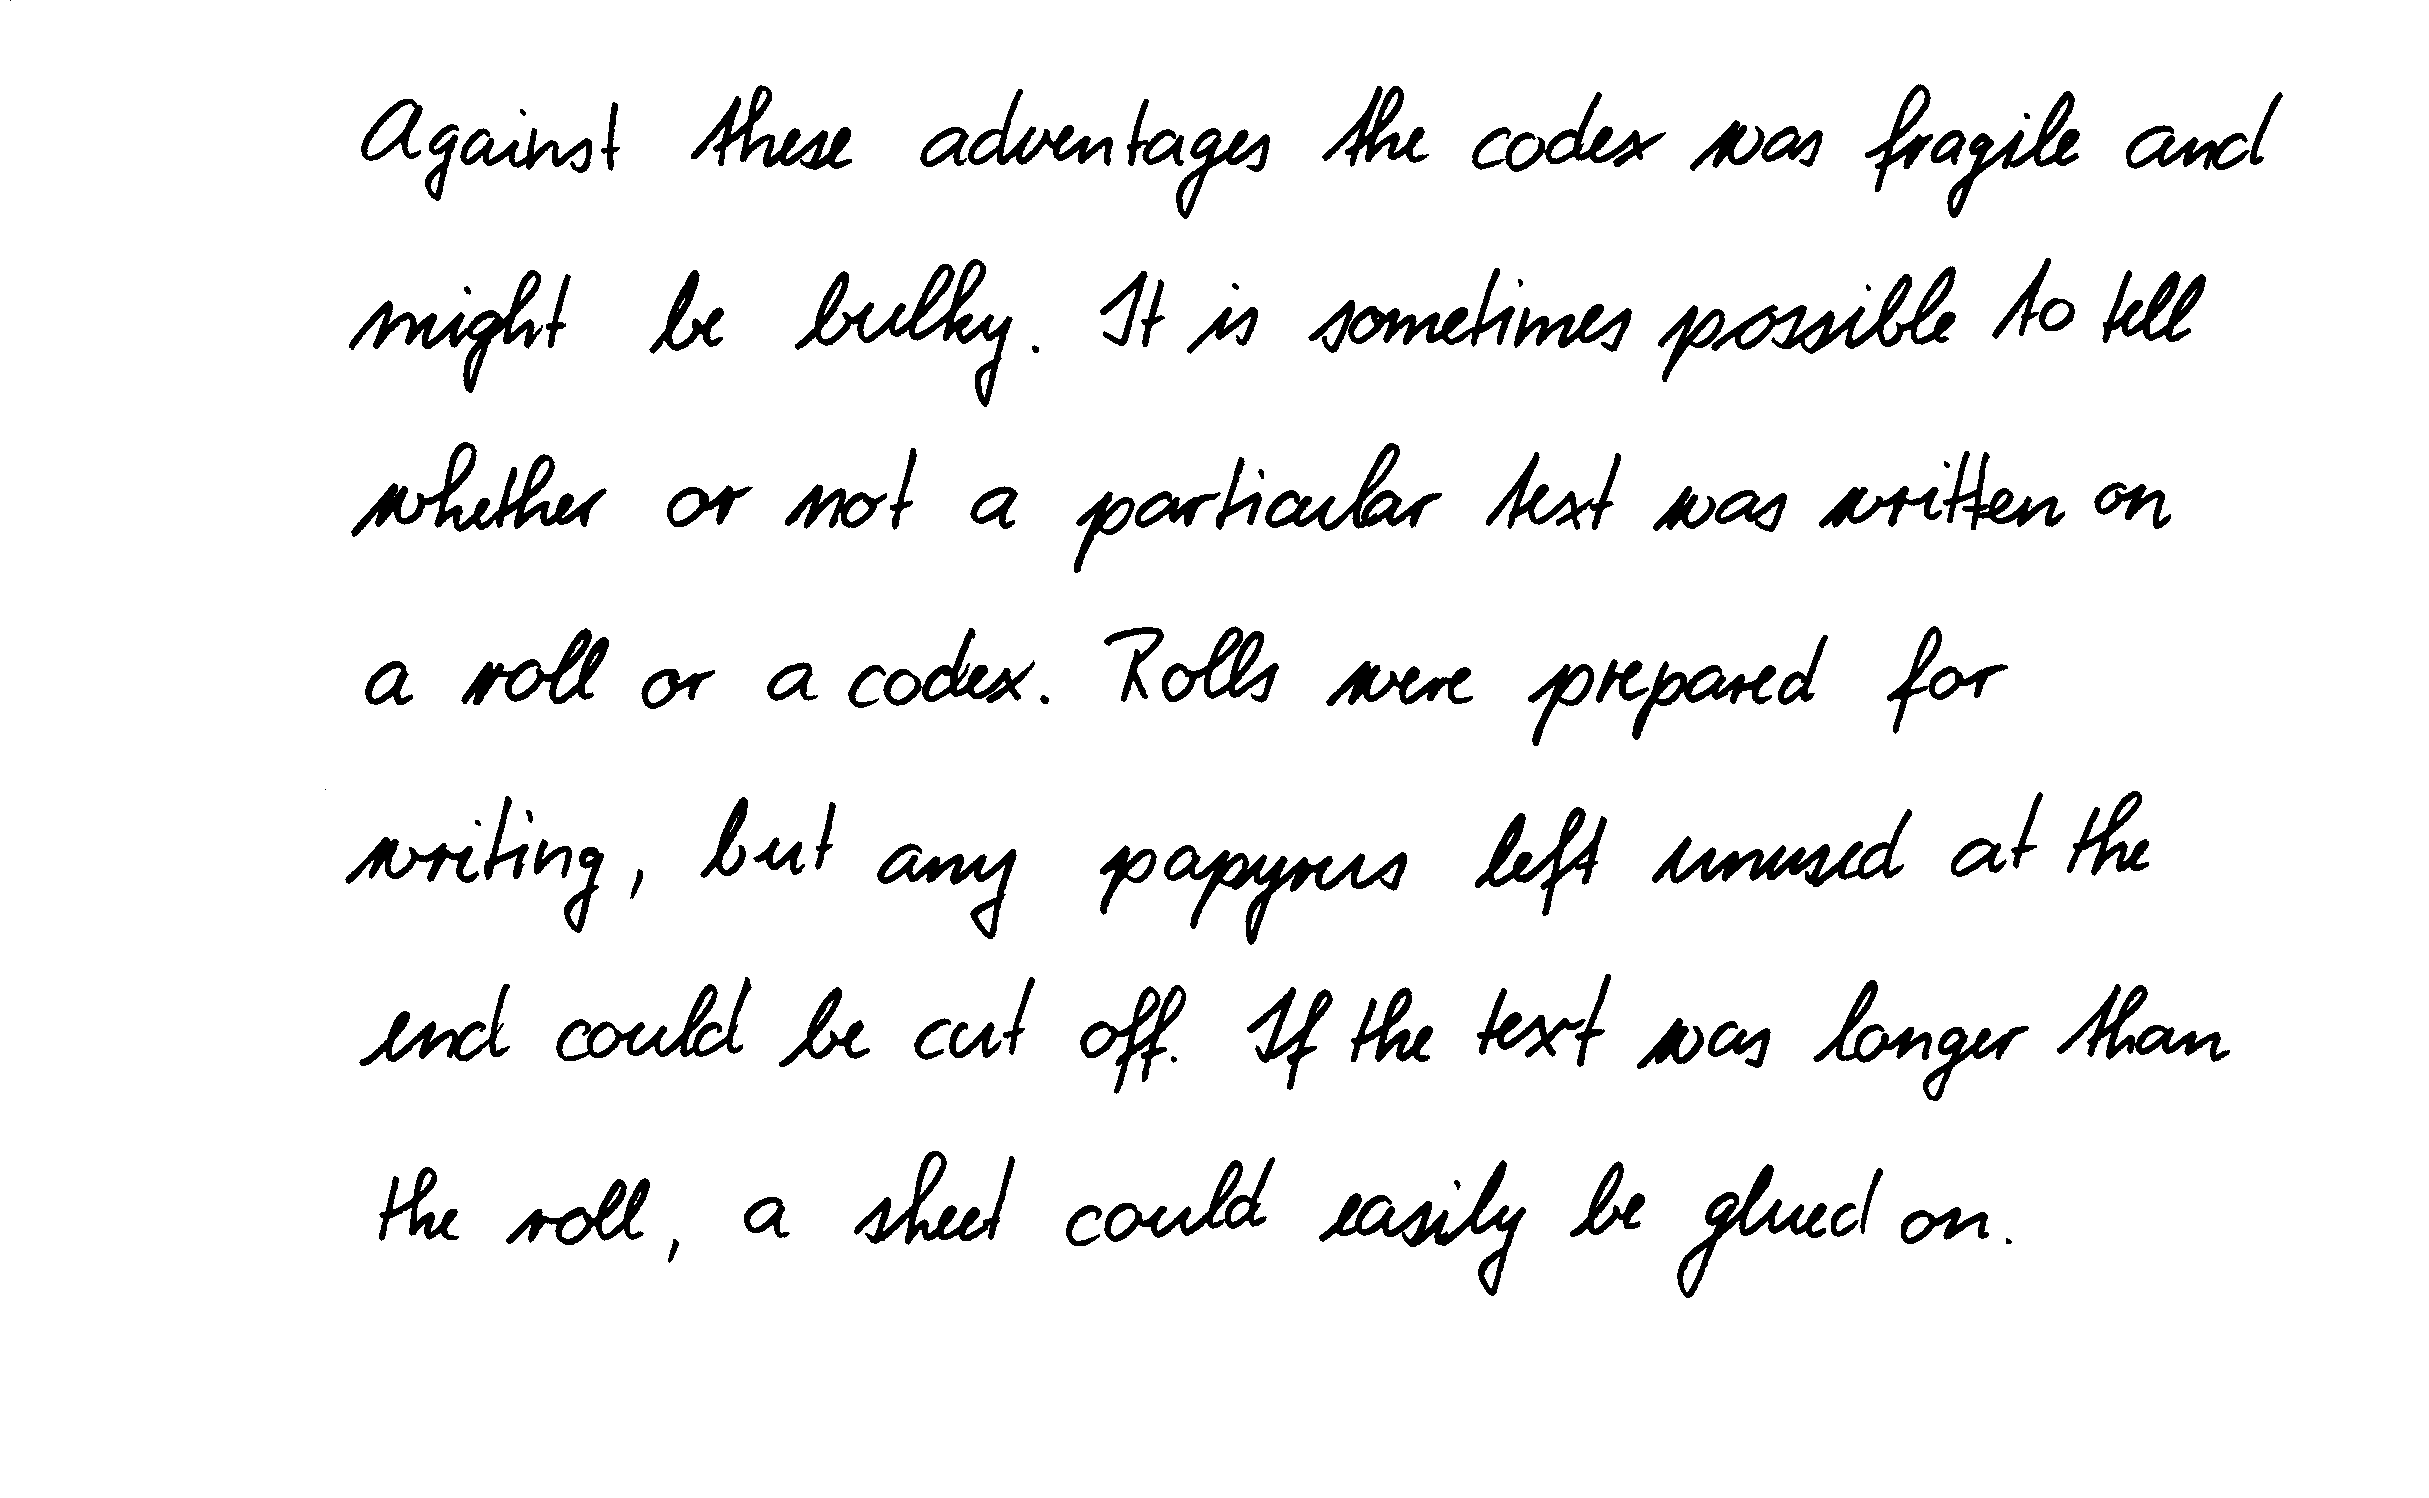 Against these adventages the codex was fragile and
might be bulky. It is sometimes possible to tell
whether or not a particular text was written on
a roll or a codex. Rolls were prepared for
writing, but any papyrus left unused at the
end could be cut off. If the text was longer than
the roll, a sheet could easily be glued on.